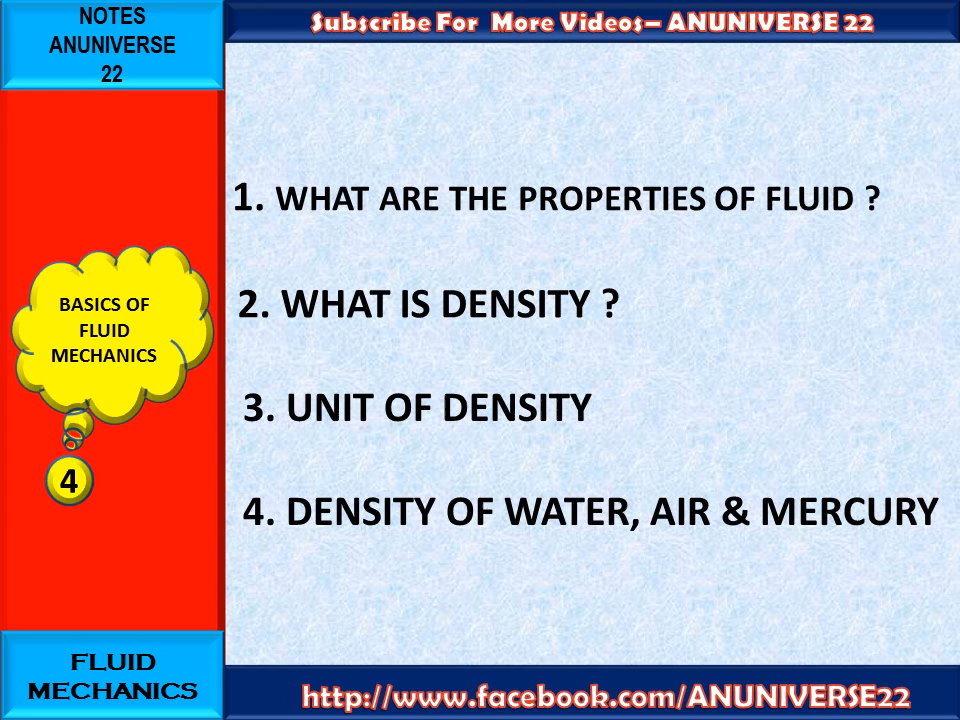 NOTES
ANUNIVERSE
22
Subscribe For More Videos – ANUNIVERSE 22
1. WHAT ARE THE PROPERTIES OF FLUID ?
2. WHAT IS DENSITY ?
3. UNIT OF DENSITY
4. DENSITY OF WATER, AIR & MERCURY
BASICS OF
FLUID
MECHANICS
4
FLUID
MECHANICS
http://www.facebook.com/ANUNIVERSE22